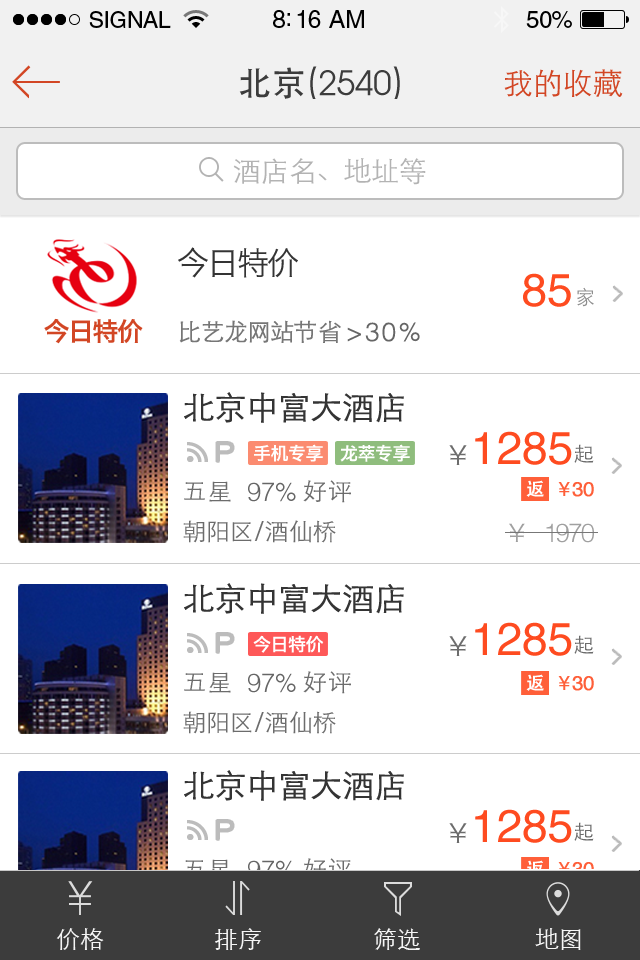 SIGNAL 8:16 AM 50%
北京(2540) 我的收藏
酒店名、地址等
今日特价
今日特价
85家
比艺龙网站节省>30%
北京中富大酒店
P 手机专享 龙萃专享 ¥1285起
五星 97% 好评 返 ¥30
朝阳区/酒仙桥 ¥ 1970
北京中富大酒店
P 今日特价 ¥1285起
五星 97% 好评 返 ¥30
朝阳区/酒仙桥
北京中富大酒店
P ¥1285起
五星 97% 好评 返 ¥30
价格 排序 筛选 地图